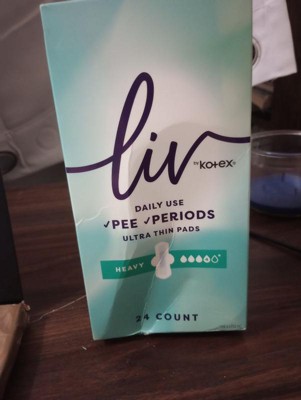 liv
by Kotex®
DAILY USE
✓PEE ✓PERIODS
ULTRA THIN PADS
HEAVY
24 COUNT